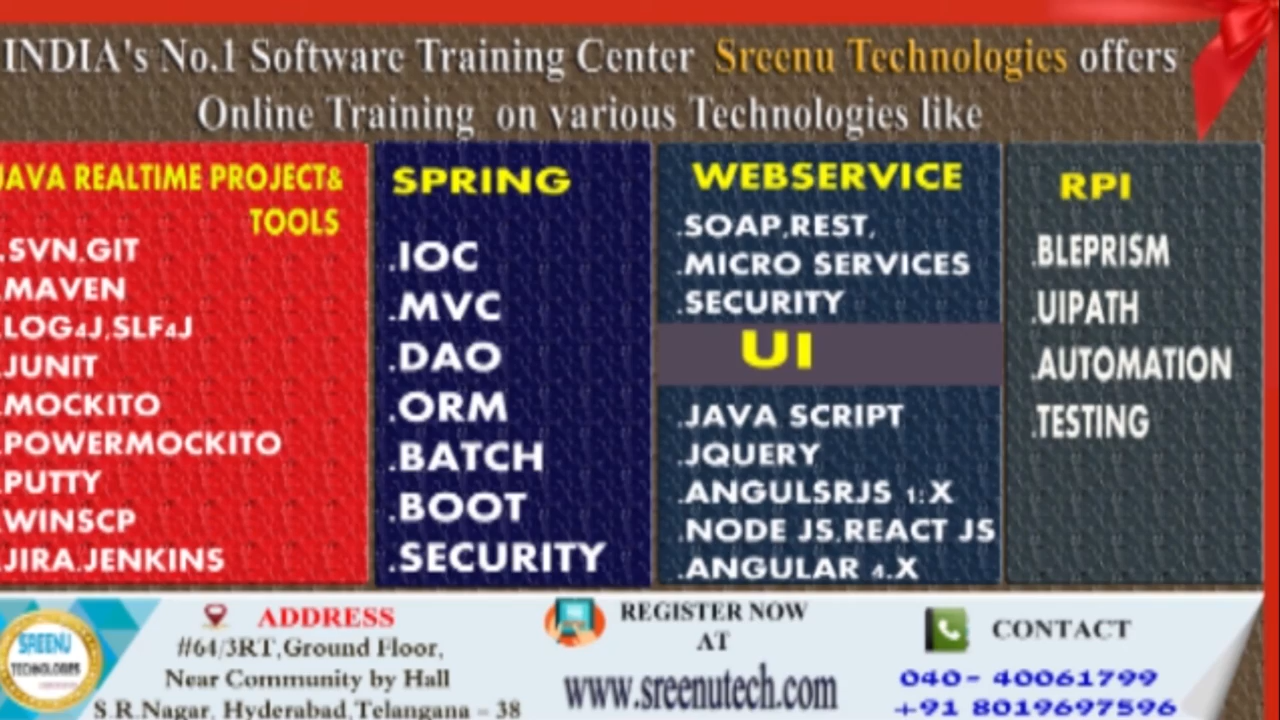 INDIA's No.1 Software Training Center Sreenu Technologies offers
Online Training on various Technologies like
JAVA REALTIME PROJECT&
TOOLS
.SVN.GIT
.MAVEN
.LOG4J,SLF4J
.JUNIT
.MOCKITO
.POWERMOCKITO
.PUTTY
.WINSCP
.JIRA.JENKINS
SPRING
.IOC
.MVC
.DAO
.ORM
.BATCH
.BOOT
.SECURITY
WEBSERVICE
.SOAP,REST,
.MICRO SERVICES
.SECURITY
UI
.JAVA SCRIPT
.JQUERY
.ANGULSRJS 1:X
.NODE JS.REACT JS
.ANGULAR 4.X
RPI
.BLEPRISM
.UIPATH
.AUTOMATION
.TESTING
SREENU
TECHNOLOGIES
ADDRESS
#64/3RT,Ground Floor,
Near Community by Hall
S.R.Nagar, Hyderabad,Telangana - 38
REGISTER NOW
AT
www.sreenutech.com
CONTACT
040- 40061799
+91 8019697596